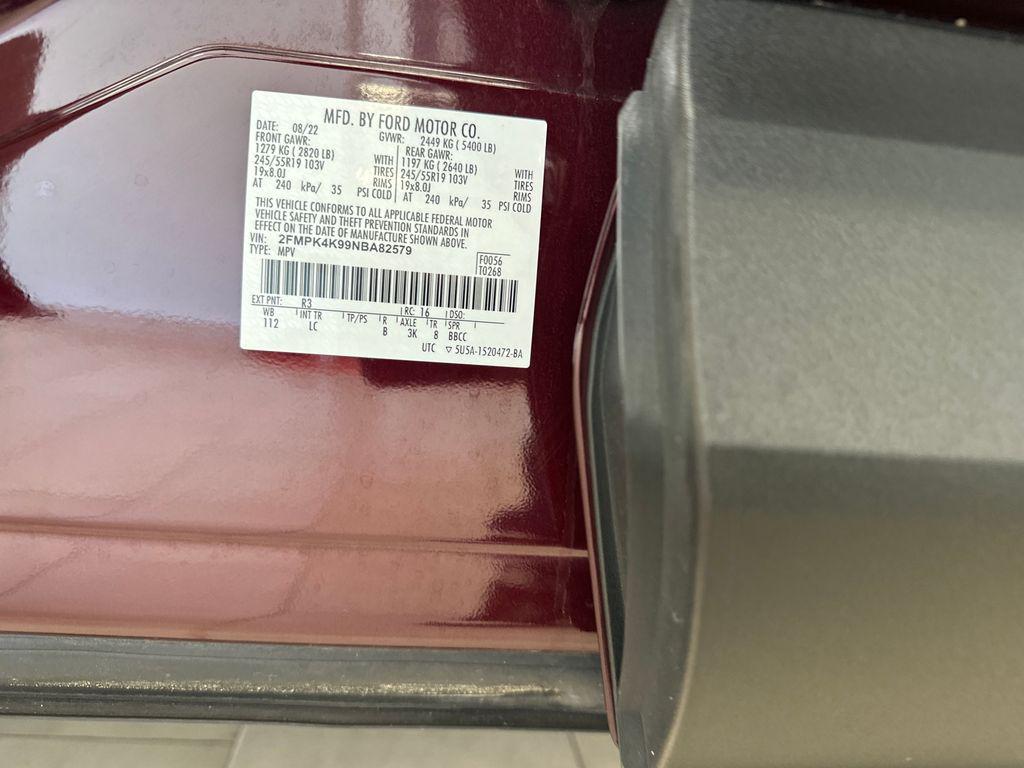 MFD. BY FORD MOTOR CO.
DATE: 08/22 GVWR: 2449 KG ( 5400 LB)
FRONT GAWR: REAR GAWR:
1279 KG ( 2820 LB) WITH 1197 KG ( 2640 LB) WITH
245/55R19 103V TIRES 245/55R19 103V TIRES
19x8.0J RIMS 19x8.0J RIMS
AT 240 kPa/ 35 PSI COLD AT 240 kPa/ 35 PSI COLD
THIS VEHICLE CONFORMS TO ALL APPLICABLE FEDERAL MOTOR
VEHICLE SAFETY AND THEFT PREVENTION STANDARDS IN
EFFECT ON THE DATE OF MANUFACTURE SHOWN ABOVE.
VIN: 2FMPK4K99NBA82579
TYPE: MPV F0056
T0268
EXT PNT: R3 RC: 16 DSO:
WB INT TR TP/PS R AXLE TR SPR
112 LC B 3K 8 BBCC
UTC ▽ 5U5A-1520472-BA